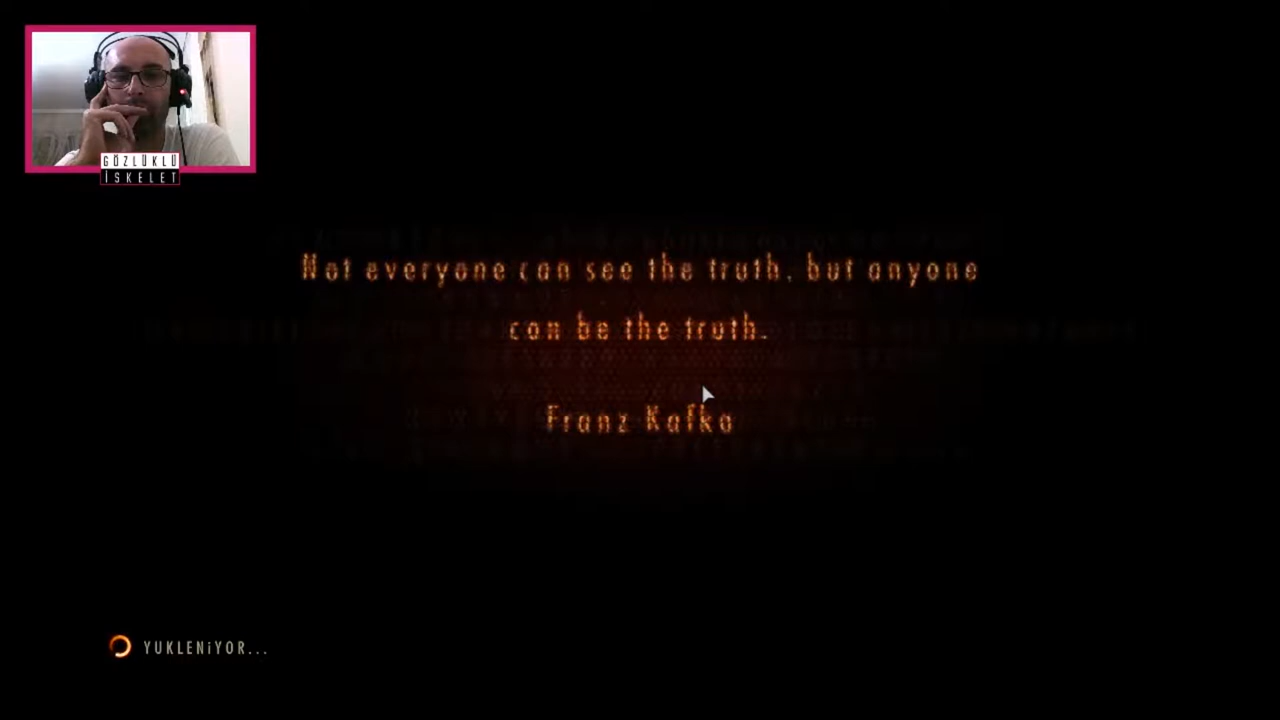 GÖZLÜKLÜ
İSKELET
Not everyone can see the truth, but anyone
can be the truth.
Franz Kafka
YUKLENiYOR...